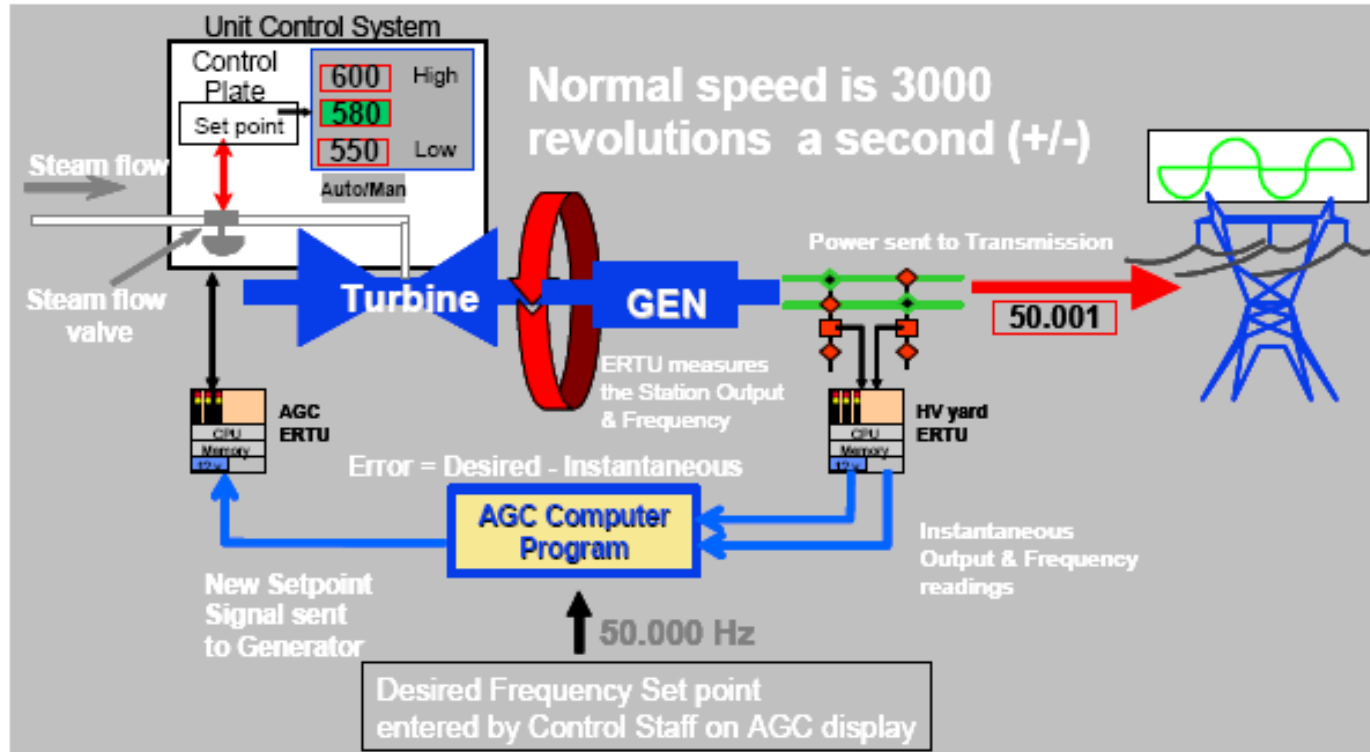 Unit Control System
Control
Plate
Set point
600 High
580
550 Low
Auto/Man
Normal speed is 3000
revolutions a second (+/-)
Steam flow
Steam flow
valve
Turbine
GEN
Power sent to Transmission
50.001
ERTU measures
the Station Output
& Frequency
AGC
ERTU
CPU
Memory
12 v
HV yard
ERTU
CPU
Memory
12 v
Error = Desired - Instantaneous
AGC Computer
Program
Instantaneous
Output & Frequency
readings
New Setpoint
Signal sent
to Generator
50.000 Hz
Desired Frequency Set point
entered by Control Staff on AGC display